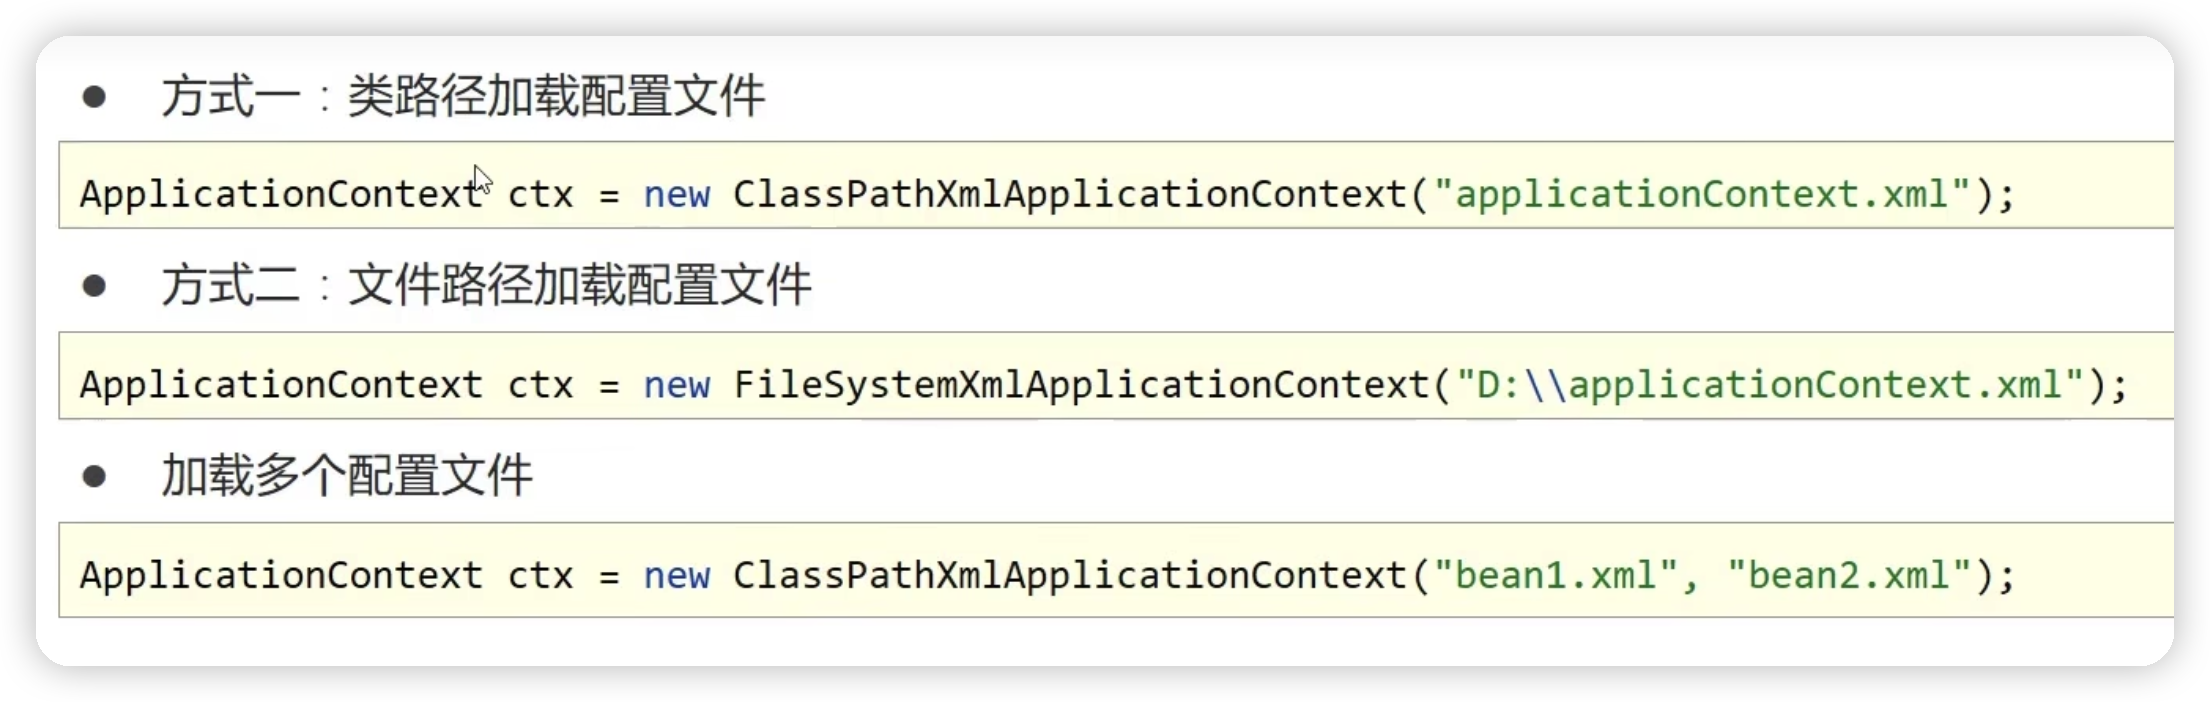 ● 方式一：类路径加载配置文件
ApplicationContext ctx = new ClassPathXmlApplicationContext("applicationContext.xml");
● 方式二：文件路径加载配置文件
ApplicationContext ctx = new FileSystemXmlApplicationContext("D:\\applicationContext.xml");
● 加载多个配置文件
ApplicationContext ctx = new ClassPathXmlApplicationContext("bean1.xml", "bean2.xml");